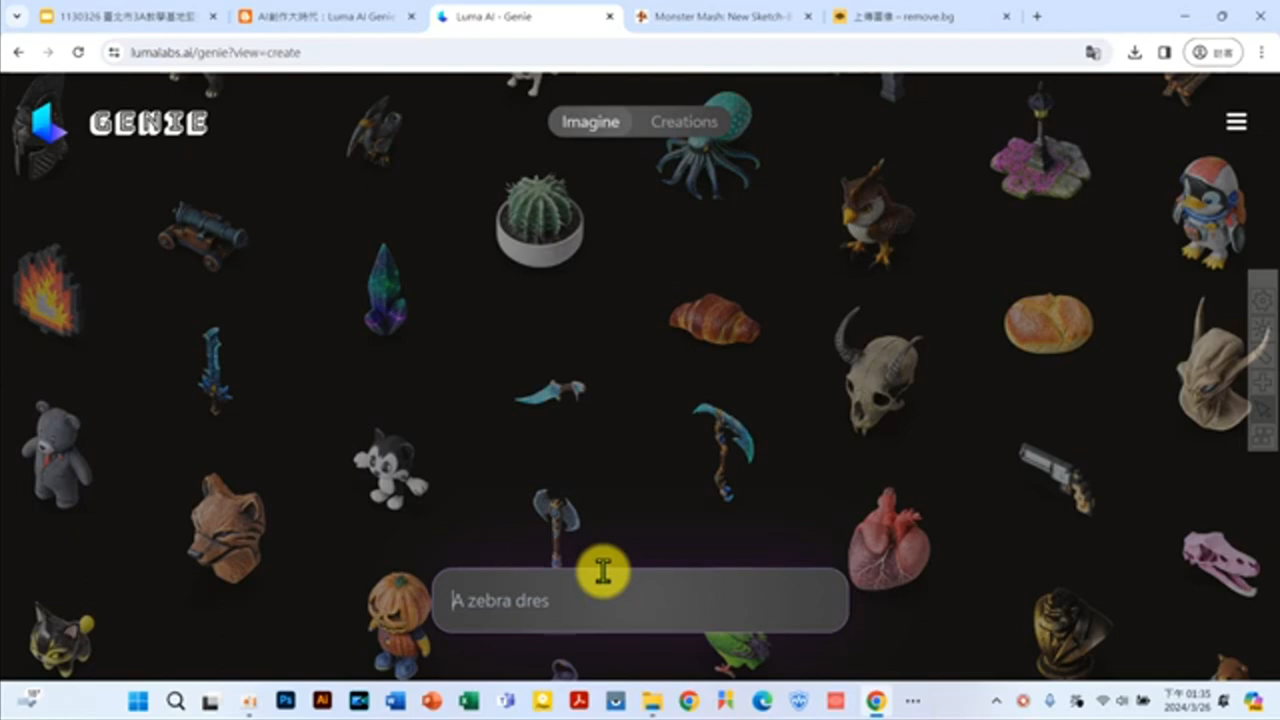 1130326 臺北市3A教學基地
AI創作大時代：Luma AI Geni
Luma AI - Genie
Monster Mash: New Sketch-
上傳圖像 – remove.bg
lumalabs.ai/genie?view=create
訪客
GENIE
Imagine
Creations
A zebra dres
18°
下午 01:35
2024/3/26